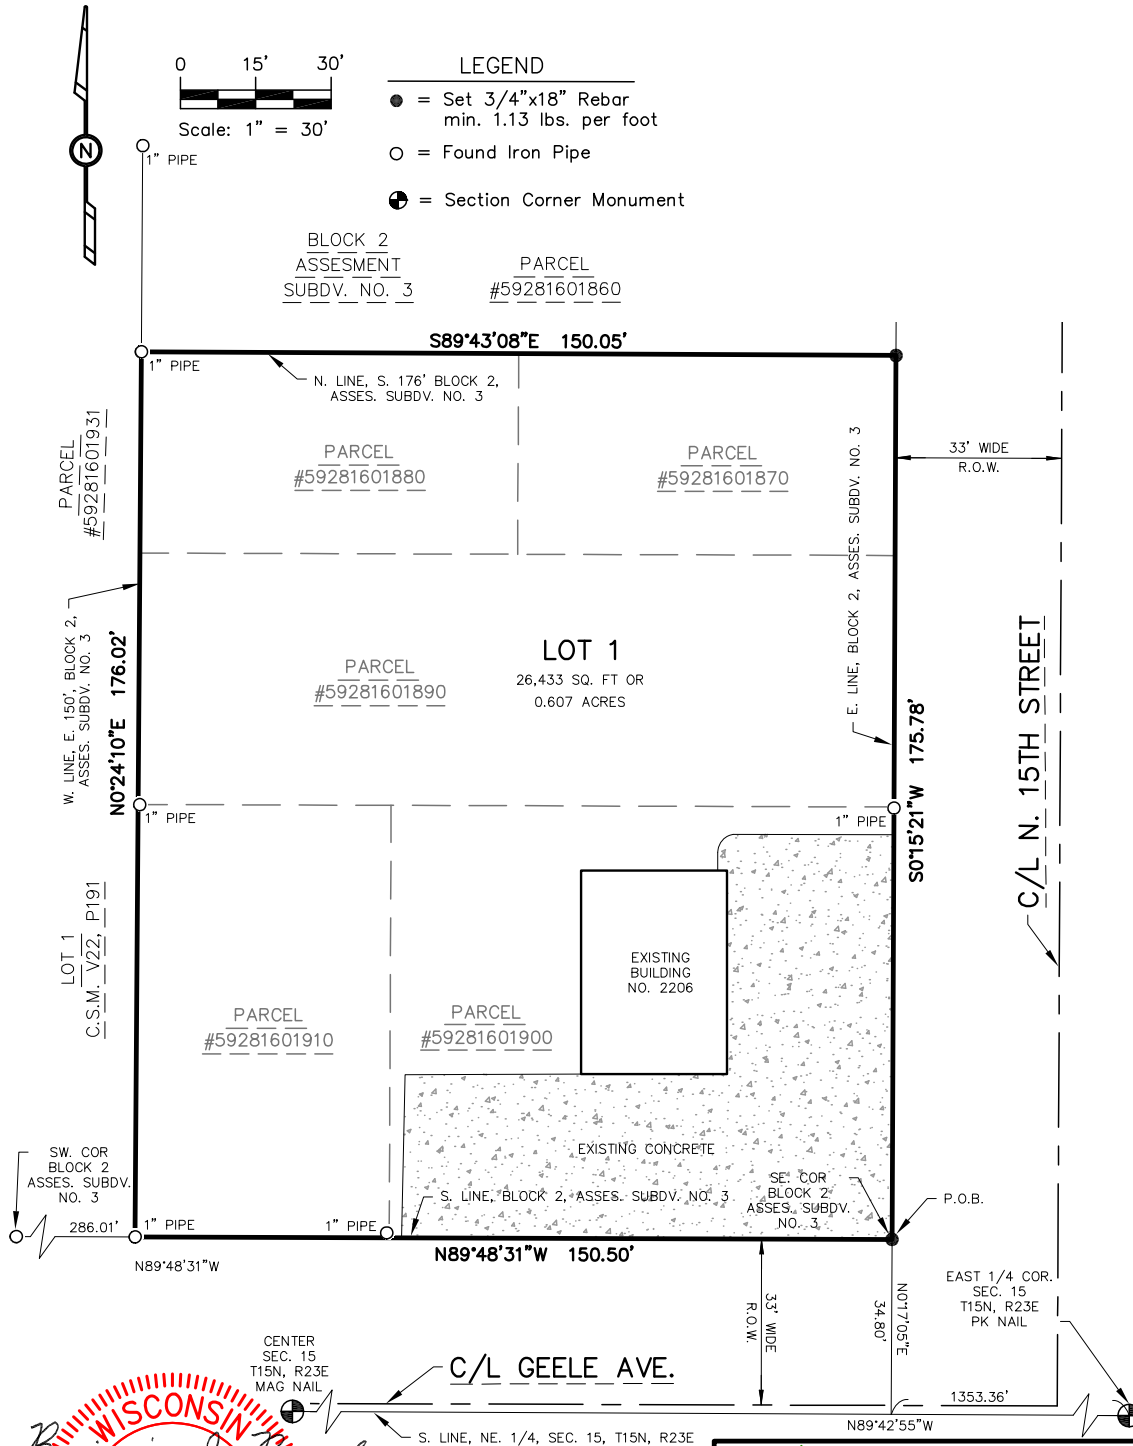 0 15' 30'
Scale: 1" = 30'
LEGEND
= Set 3/4"x18" Rebar
min. 1.13 lbs. per foot
= Found Iron Pipe
= Section Corner Monument
N
1" PIPE
BLOCK 2
ASSESMENT
SUBDV. NO. 3
PARCEL
#59281601860
S89°43'08"E 150.05'
1" PIPE
N. LINE, S. 176' BLOCK 2,
ASSES. SUBDV. NO. 3
PARCEL
#59281601931
PARCEL
#59281601880
PARCEL
#59281601870
E. LINE, BLOCK 2, ASSES. SUBDV. NO. 3
33' WIDE
R.O.W.
W. LINE, E. 150', BLOCK 2,
ASSES. SUBDV. NO. 3
N0°24'10"E 176.02'
LOT 1
26,433 SQ. FT OR
0.607 ACRES
PARCEL
#59281601890
S0°15'21"W 175.78'
C/L N. 15TH STREET
1" PIPE
1" PIPE
LOT 1
C.S.M. V22, P191
EXISTING
BUILDING
NO. 2206
PARCEL
#59281601910
PARCEL
#59281601900
EXISTING CONCRETE
SW. COR
BLOCK 2
ASSES. SUBDV.
NO. 3
SE. COR
BLOCK 2
ASSES. SUBDV.
NO. 3
P.O.B.
S. LINE, BLOCK 2, ASSES. SUBDV. NO. 3
286.01'
1" PIPE
1" PIPE
N89°48'31"W
N89°48'31"W 150.50'
33' WIDE
R.O.W.
N0°17'05"E
34.80'
EAST 1/4 COR.
SEC. 15
T15N, R23E
PK NAIL
CENTER
SEC. 15
T15N, R23E
MAG NAIL
C/L GEELE AVE.
1353.36'
N89°42'55"W
S. LINE, NE. 1/4, SEC. 15, T15N, R23E
WISCONSIN